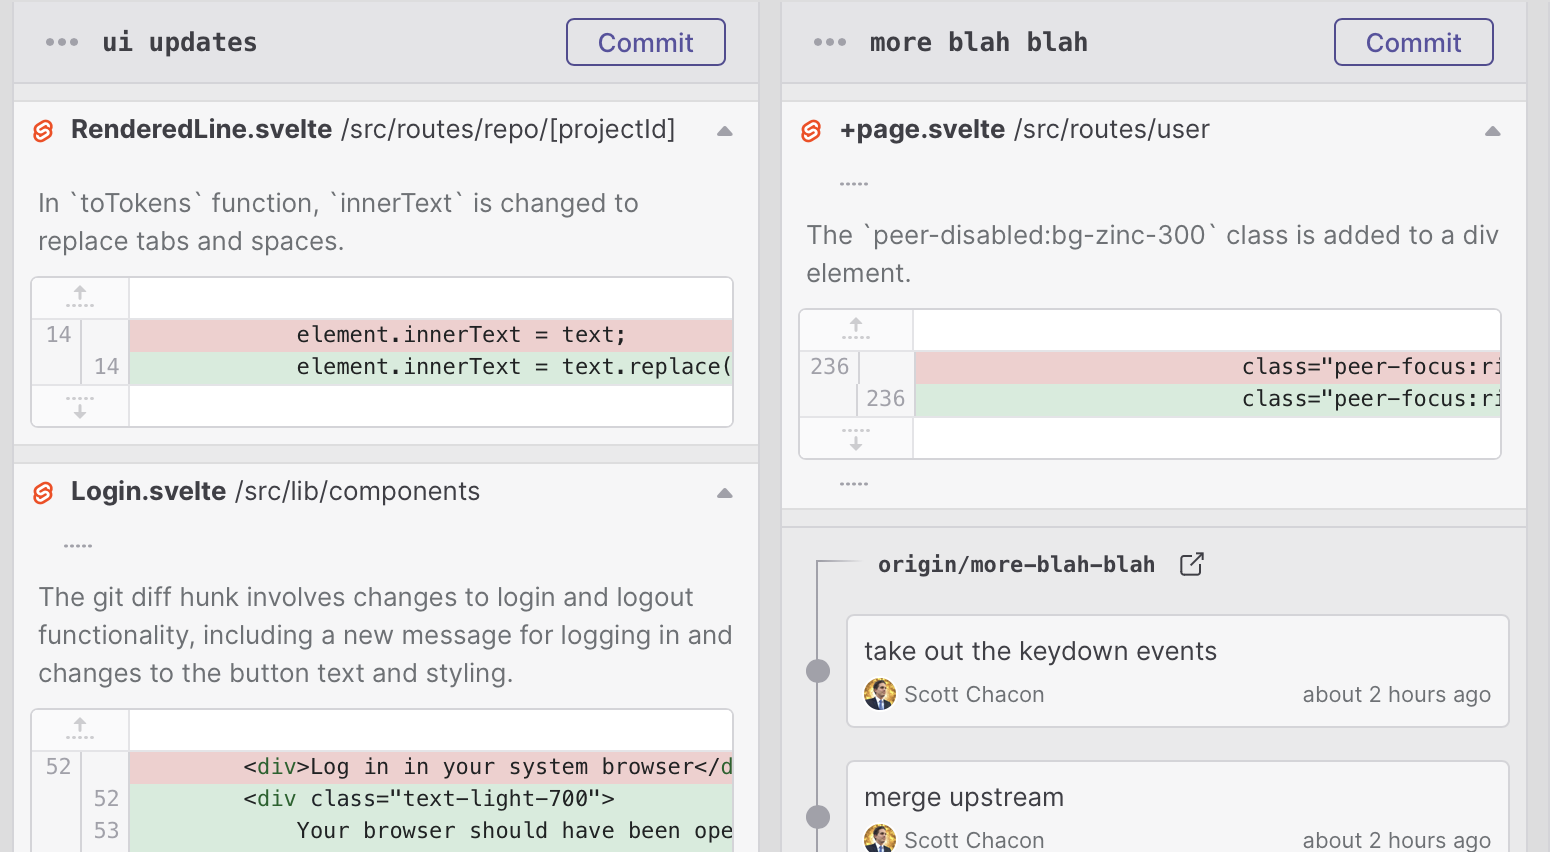 ui updates
Commit
RenderedLine.svelte /src/routes/repo/[projectId]
In `toTokens` function, `innerText` is changed to
replace tabs and spaces.
14 element.innerText = text;
14 element.innerText = text.replace(
Login.svelte /src/lib/components
The git diff hunk involves changes to login and logout
functionality, including a new message for logging in and
changes to the button text and styling.
52 <div>Log in in your system browser</d
52 <div class="text-light-700">
53 Your browser should have been ope
more blah blah
Commit
+page.svelte /src/routes/user
The `peer-disabled:bg-zinc-300` class is added to a div
element.
236 class="peer-focus:ri
236 class="peer-focus:ri
origin/more-blah-blah
take out the keydown events
Scott Chacon about 2 hours ago
merge upstream
Scott Chacon about 2 hours ago